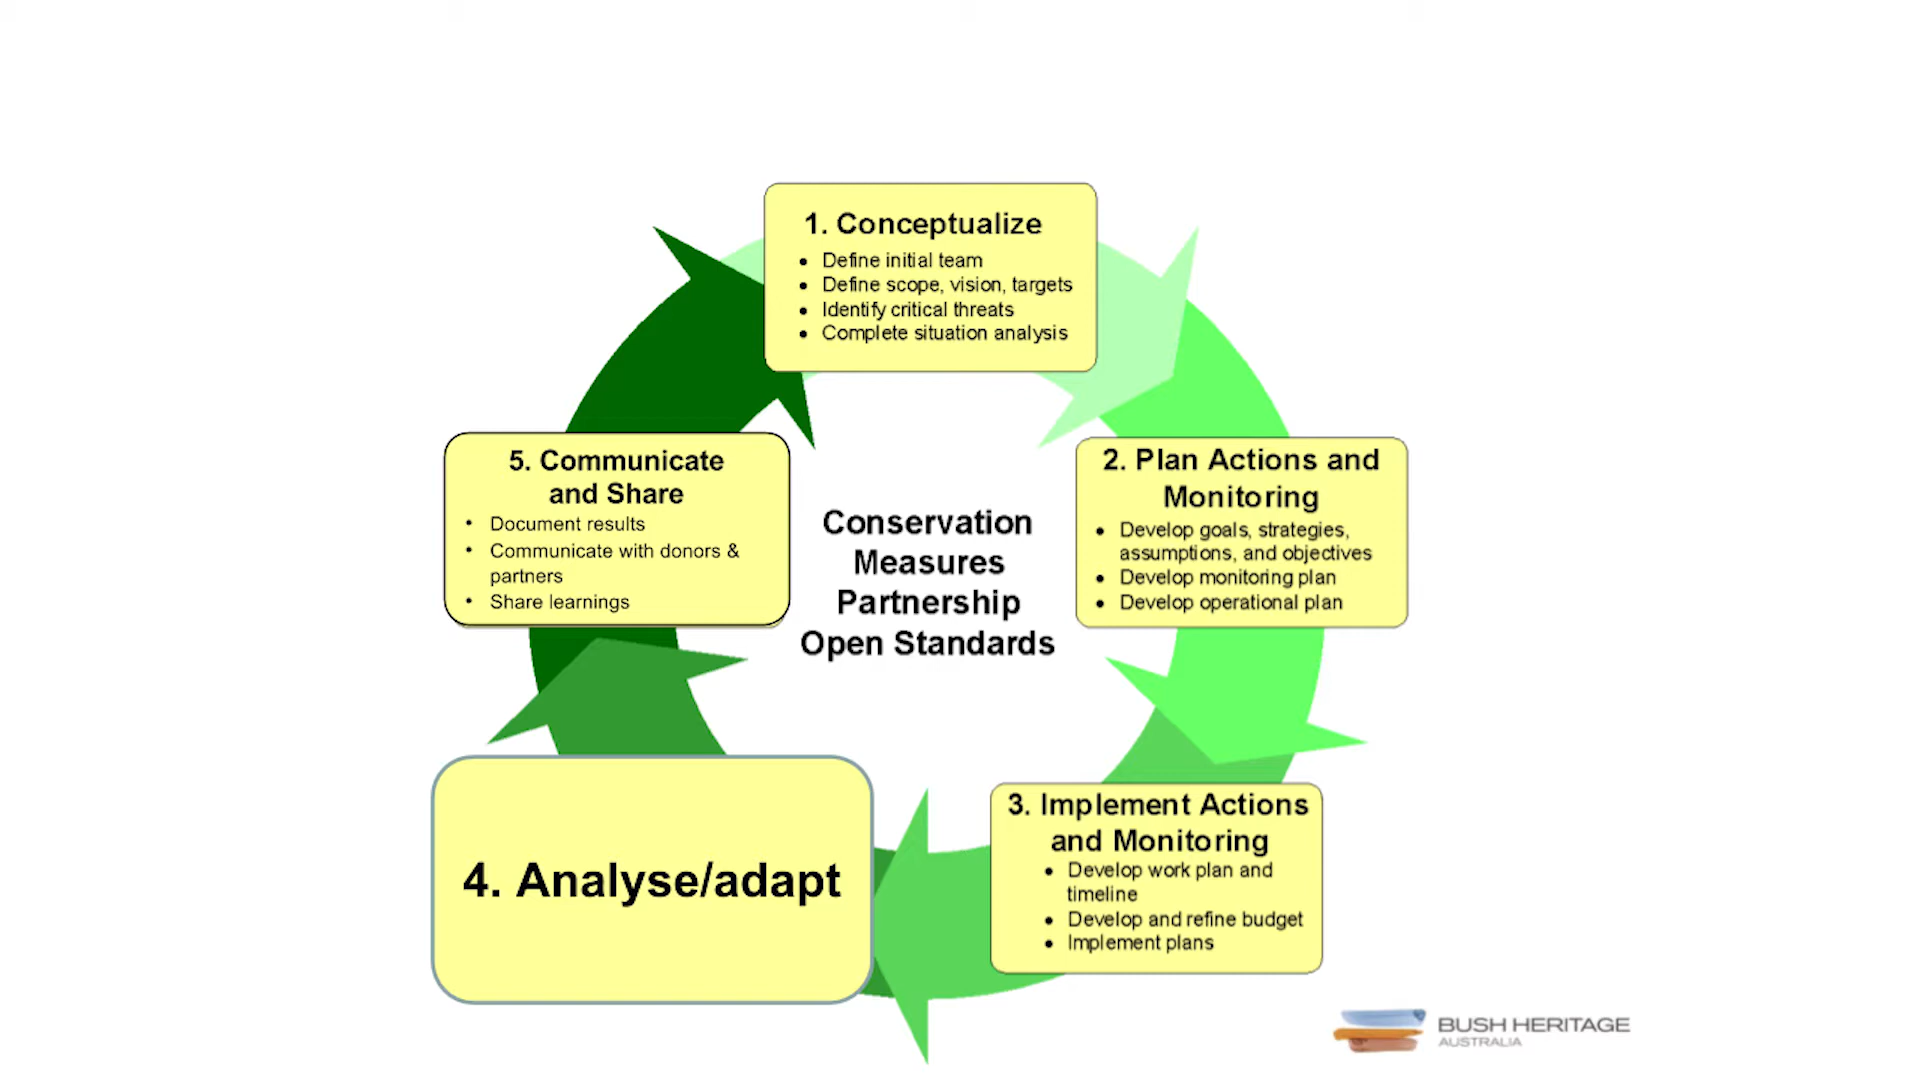 1. Conceptualize
• Define initial team
• Define scope, vision, targets
• Identify critical threats
• Complete situation analysis
2. Plan Actions and
Monitoring
• Develop goals, strategies,
assumptions, and objectives
• Develop monitoring plan
• Develop operational plan
3. Implement Actions
and Monitoring
• Develop work plan and
timeline
• Develop and refine budget
• Implement plans
4. Analyse/adapt
5. Communicate
and Share
• Document results
• Communicate with donors &
partners
• Share learnings
Conservation
Measures
Partnership
Open Standards
BUSH HERITAGE
AUSTRALIA